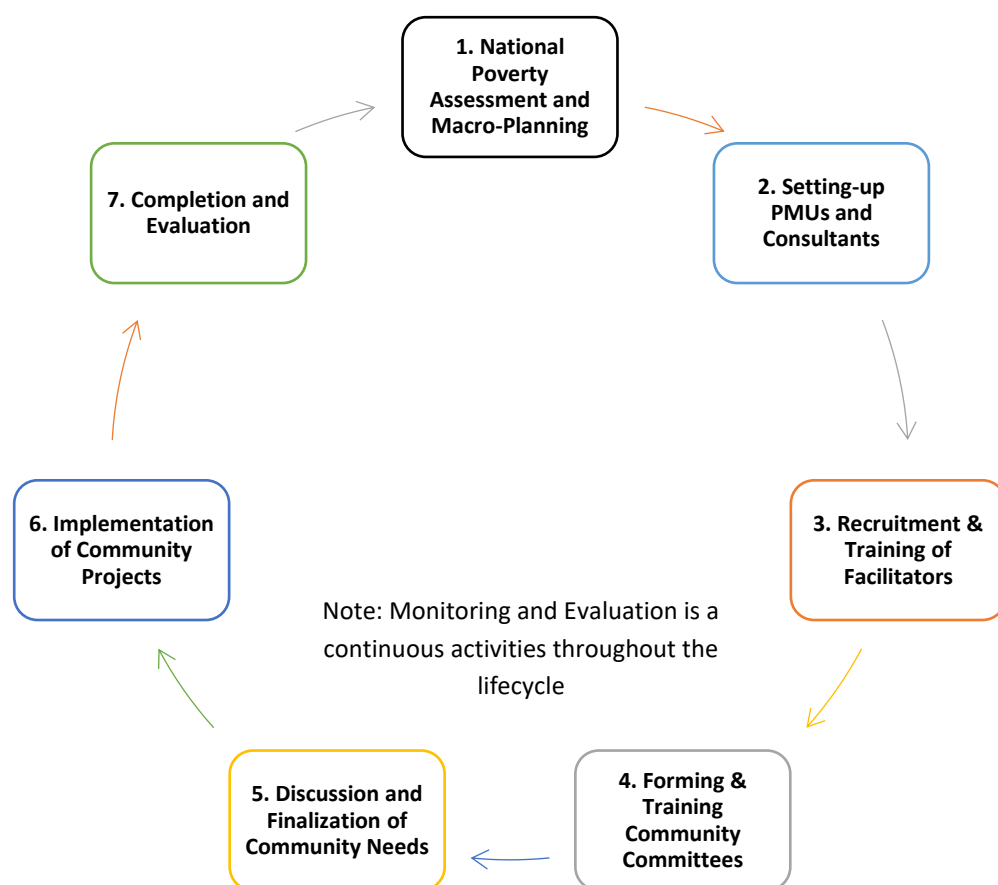 1. National
Poverty
Assessment and
Macro-Planning
2. Setting-up
PMUs and
Consultants
3. Recruitment &
Training of
Facilitators
4. Forming &
Training
Community
Committees
5. Discussion and
Finalization of
Community Needs
6. Implementation
of Community
Projects
7. Completion and
Evaluation
Note: Monitoring and Evaluation is a
continuous activities throughout the
lifecycle